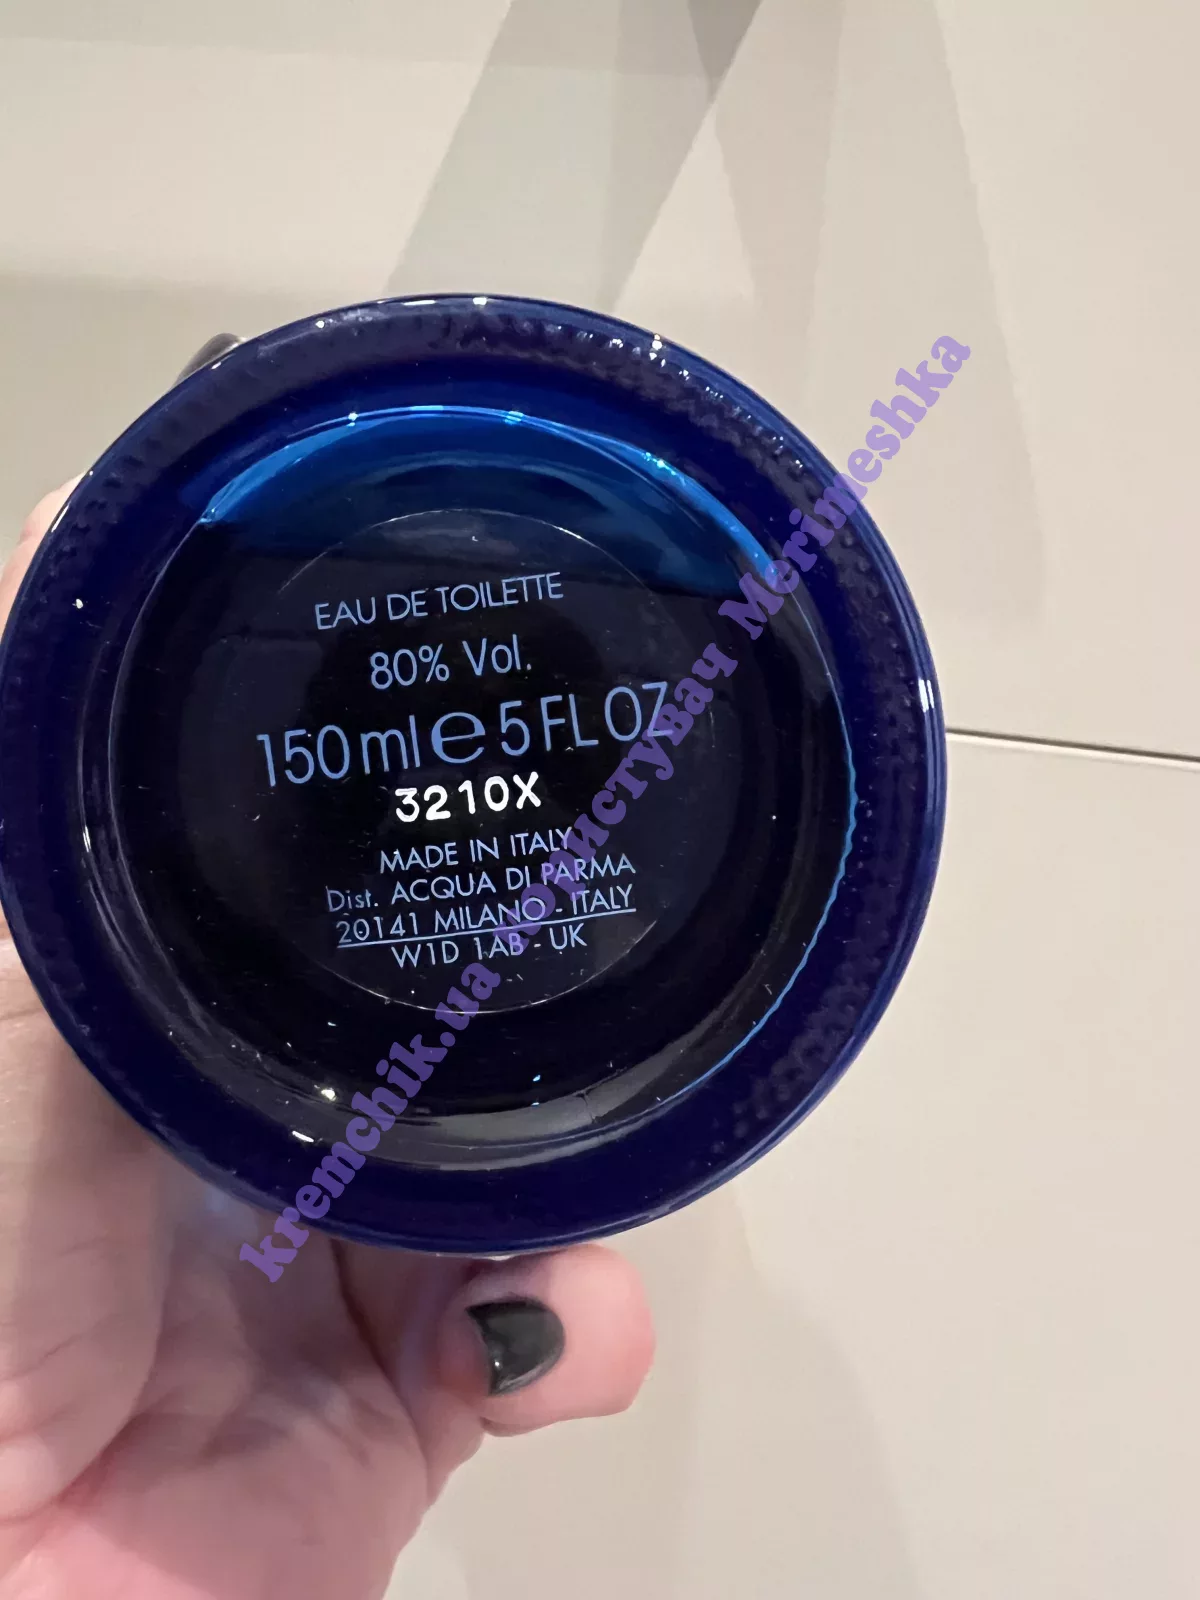 EAU DE TOILETTE
80% Vol.
150 ml e 5 FL OZ
3210X
MADE IN ITALY
Dist. ACQUA DI PARMA
20141 MILANO - ITALY
W1D 1AB - UK
kremchik.ua користувач Merimeshka